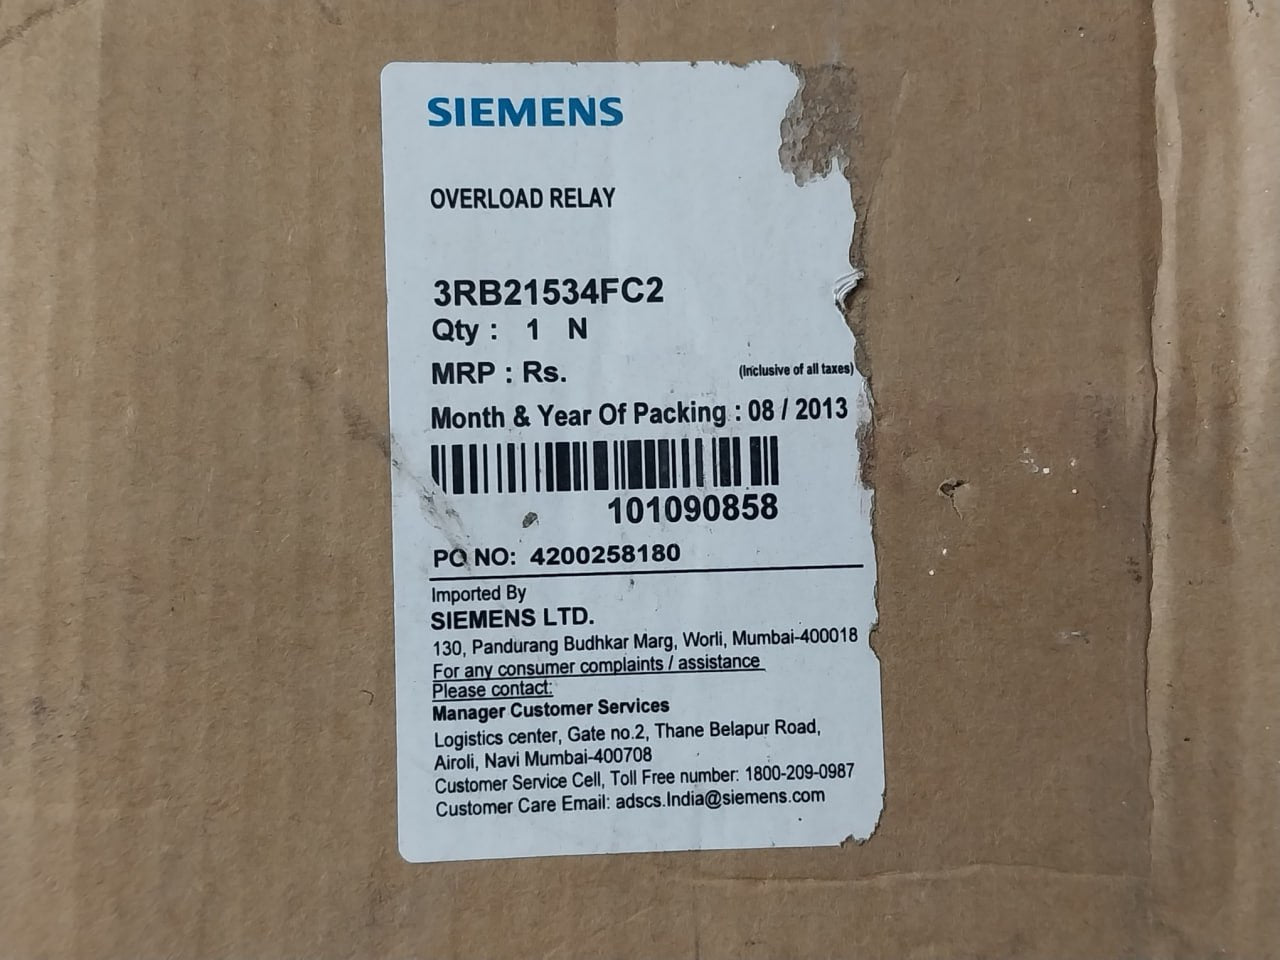 SIEMENS
OVERLOAD RELAY
3RB21534FC2
Qty : 1 N
MRP : Rs. (Inclusive of all taxes)
Month & Year Of Packing : 08 / 2013
101090858
PO NO: 4200258180
Imported By
SIEMENS LTD.
130, Pandurang Budhkar Marg, Worli, Mumbai-400018
For any consumer complaints / assistance
Please contact:
Manager Customer Services
Logistics center, Gate no.2, Thane Belapur Road,
Airoli, Navi Mumbai-400708
Customer Service Cell, Toll Free number: 1800-209-0987
Customer Care Email: adscs.India@siemens.com